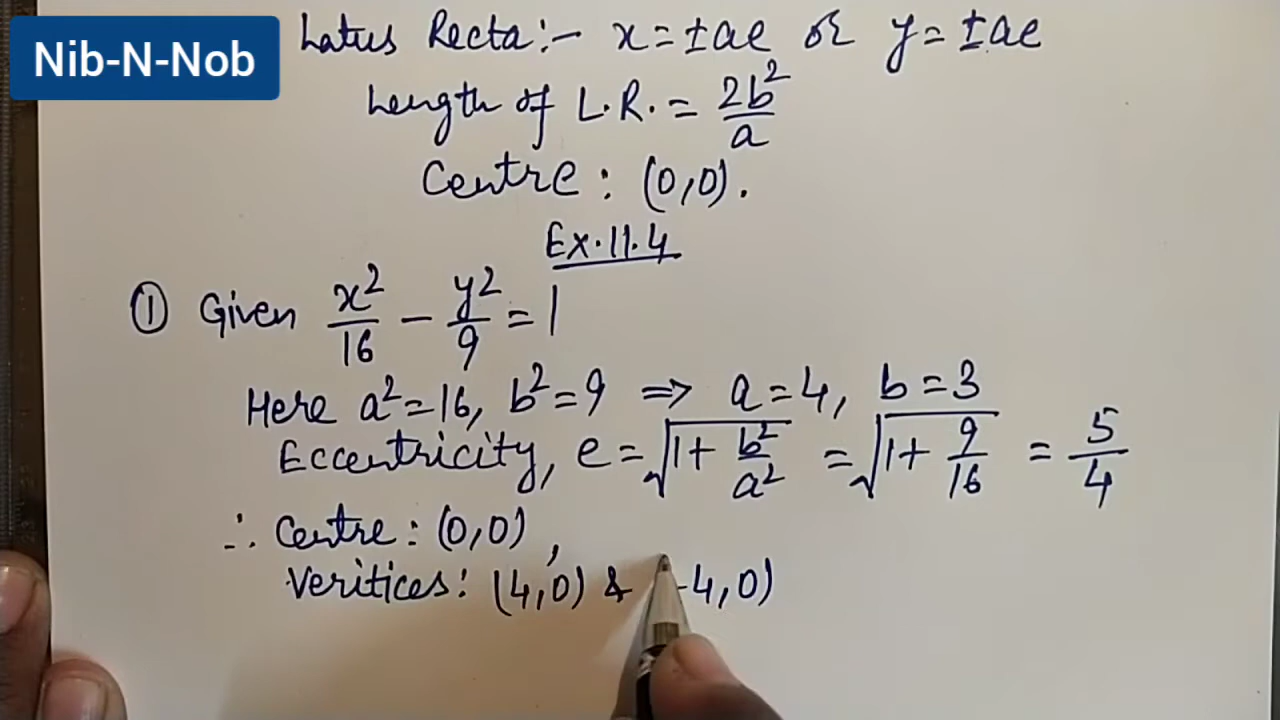 Nib-N-Nob
Latus Recta:- x = ±ae or y = ±ae
Length of L.R. = 2b²/a
Centre : (0,0).
Ex.11.4
① Given x²/16 - y²/9 = 1
Here a² = 16, b² = 9 ⇒ a = 4, b = 3
Eccentricity, e = √(1 + b²/a²) = √(1 + 9/16) = 5/4
∴ Centre : (0,0),
Veritices: (4,0) & -4,0)